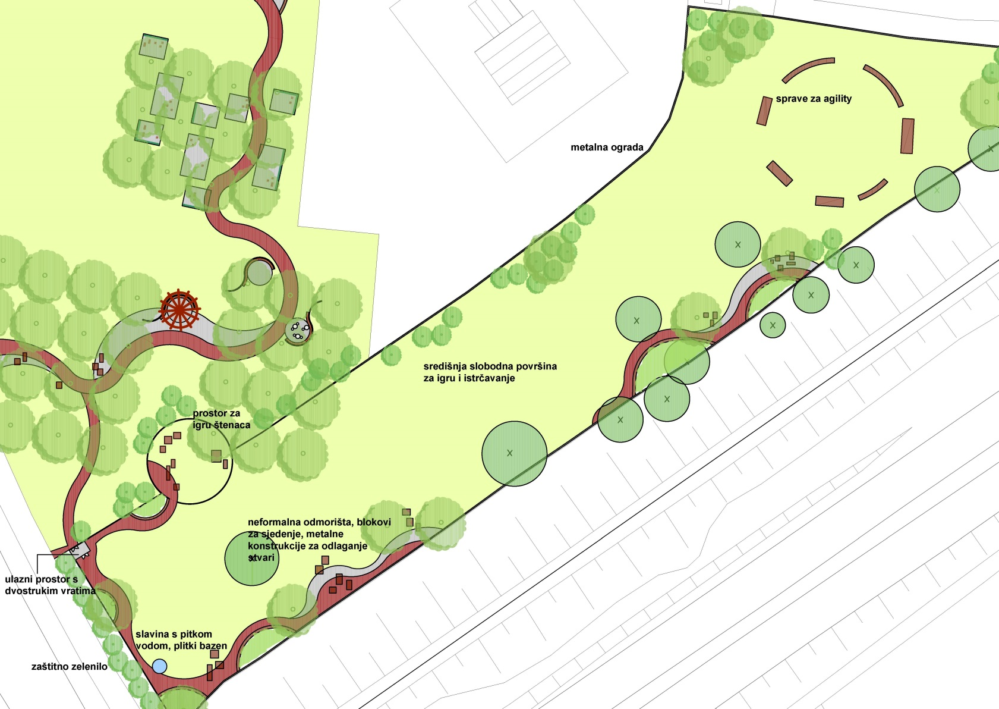 sprave za agility
metalna ograda
središnja slobodna površina
za igru i istrčavanje
prostor za
igru štenaca
neformalna odmorišta, blokovi
za sjedenje, metalne
konstrukcije za odlaganje
stvari
ulazni prostor s
dvostrukim vratima
slavina s pitkom
vodom, plitki bazen
zaštitno zelenilo